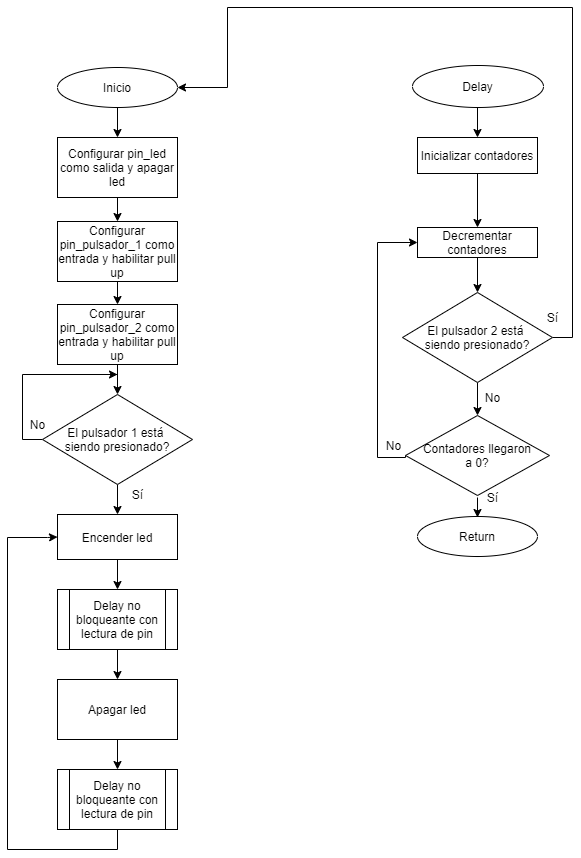 Inicio
Configurar pin_led
como salida y apagar
led
Configurar
pin_pulsador_1 como
entrada y habilitar pull
up
Configurar
pin_pulsador_2 como
entrada y habilitar pull
up
No
El pulsador 1 está
siendo presionado?
Sí
Encender led
Delay no
bloqueante con
lectura de pin
Apagar led
Delay no
bloqueante con
lectura de pin
Delay
Inicializar contadores
Decrementar
contadores
Sí
El pulsador 2 está
siendo presionado?
No
No
Contadores llegaron
a 0?
Sí
Return